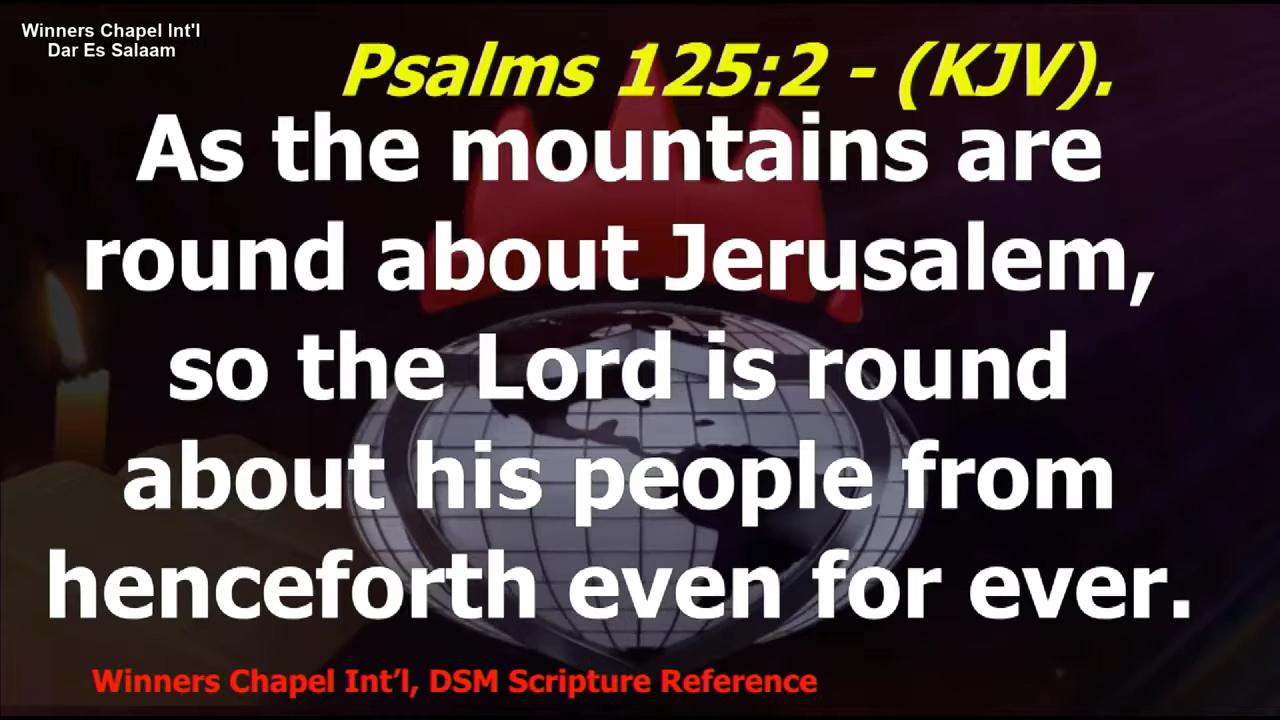 Winners Chapel Int'l
Dar Es Salaam
Psalms 125:2 - (KJV).
As the mountains are
round about Jerusalem,
so the Lord is round
about his people from
henceforth even for ever.
Winners Chapel Int’l, DSM Scripture Reference